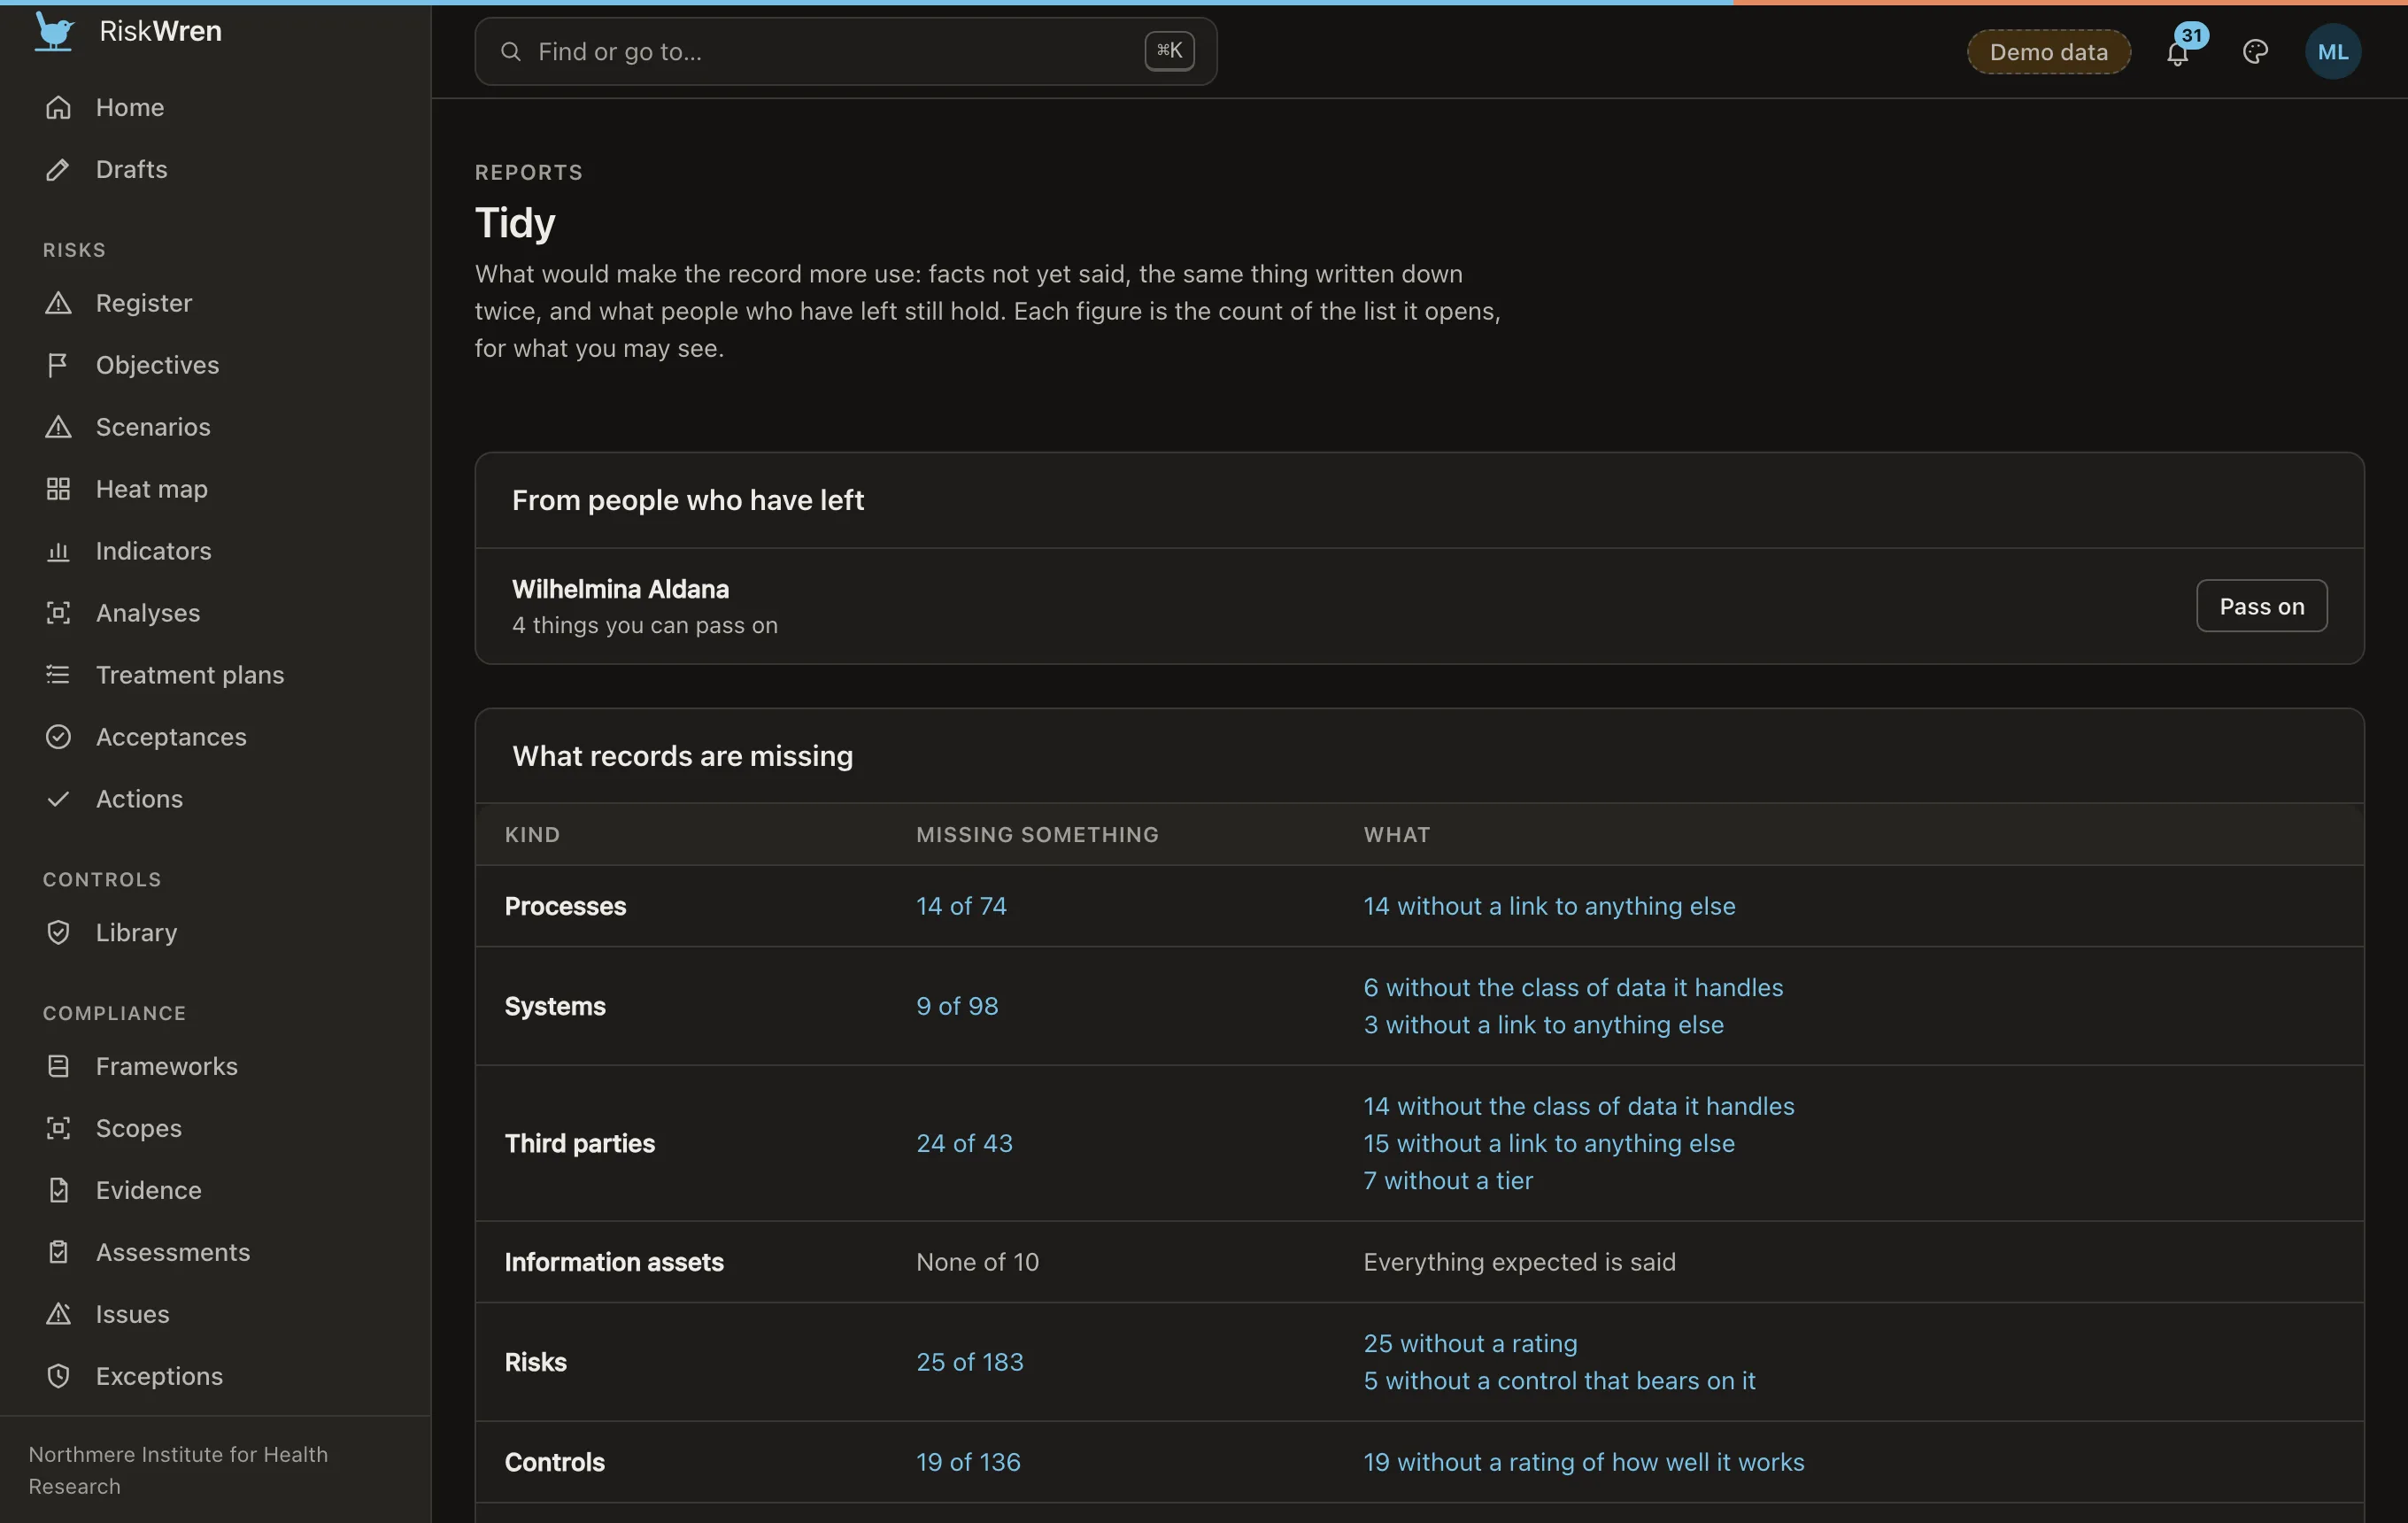 RiskWren
Find or go to...
⌘K
Demo data
31
ML
Home
Drafts
RISKS
Register
Objectives
Scenarios
Heat map
Indicators
Analyses
Treatment plans
Acceptances
Actions
CONTROLS
Library
COMPLIANCE
Frameworks
Scopes
Evidence
Assessments
Issues
Exceptions
Northmere Institute for Health
Research
REPORTS
Tidy
What would make the record more use: facts not yet said, the same thing written down
twice, and what people who have left still hold. Each figure is the count of the list it opens,
for what you may see.
From people who have left
Wilhelmina Aldana
4 things you can pass on
Pass on
What records are missing
KIND MISSING SOMETHING WHAT
Processes 14 of 74 14 without a link to anything else
Systems 9 of 98 6 without the class of data it handles
3 without a link to anything else
Third parties 24 of 43 14 without the class of data it handles
15 without a link to anything else
7 without a tier
Information assets None of 10 Everything expected is said
Risks 25 of 183 25 without a rating
5 without a control that bears on it
Controls 19 of 136 19 without a rating of how well it works